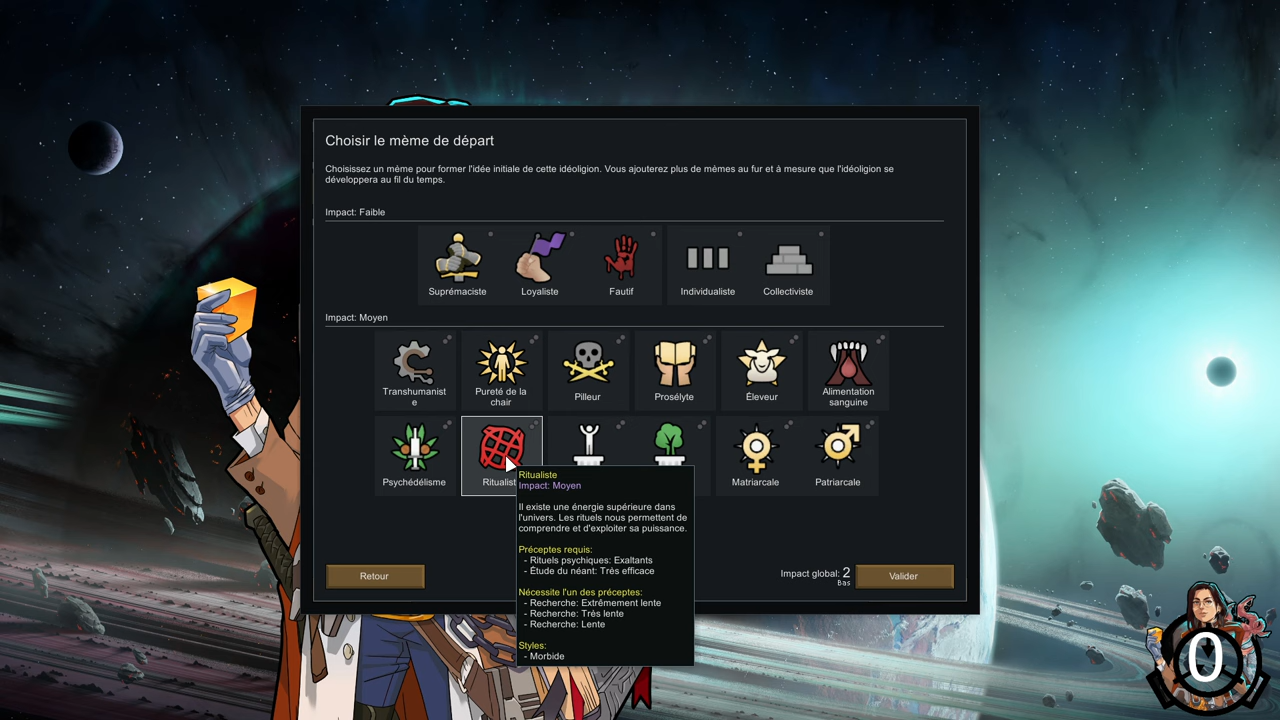 Choisir le mème de départ
Choisissez un mème pour former l'idée initiale de cette idéoligion. Vous ajouterez plus de mèmes au fur et à mesure que l'idéoligion se
développera au fil du temps.
Impact: Faible
Suprémaciste
Loyaliste
Fautif
Individualiste
Collectiviste
Impact: Moyen
Transhumanist
e
Pureté de la
chair
Pilleur
Prosélyte
Éleveur
Alimentation
sanguine
Psychédélisme
Ritualist
Matriarcale
Patriarcale
Ritualiste
Impact: Moyen
Il existe une énergie supérieure dans
l'univers. Les rituels nous permettent de
comprendre et d'exploiter sa puissance.
Préceptes requis:
- Rituels psychiques: Exaltants
- Étude du néant: Très efficace
Nécessite l'un des préceptes:
- Recherche: Extrêmement lente
- Recherche: Très lente
- Recherche: Lente
Styles:
- Morbide
Retour
Impact global: 2
Bas
Valider
0